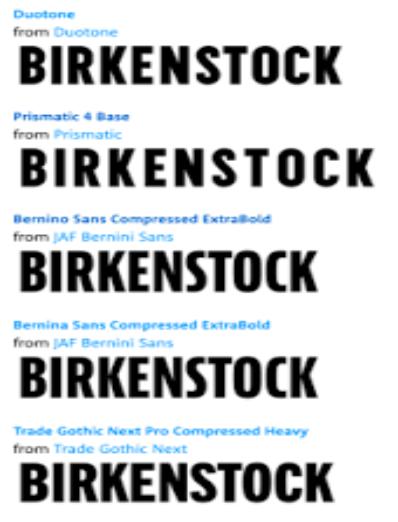 Duotone
from Duotone
BIRKENSTOCK
Prismatic 4 Base
from Prismatic
BIRKENSTOCK
Bernino Sans Compressed ExtraBold
from JAF Bernini Sans
BIRKENSTOCK
Bernina Sans Compressed ExtraBold
from JAF Bernini Sans
BIRKENSTOCK
Trade Gothic Next Pro Compressed Heavy
from Trade Gothic Next
BIRKENSTOCK